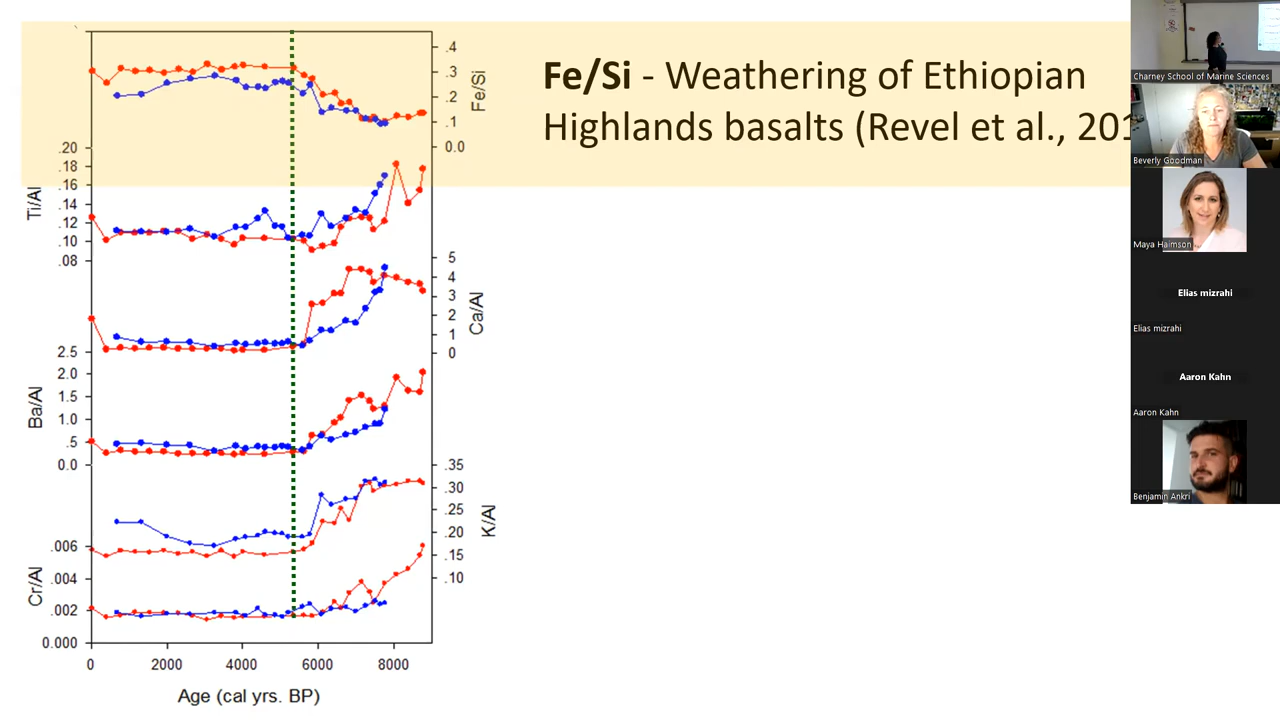 Fe/Si - Weathering of Ethiopian
Highlands basalts (Revel et al., 201
.4
.3
.2
.1
0.0
Fe/Si
.20
.18
.16
.14
.12
.10
.08
Ti/Al
5
4
3
2
1
0
Ca/Al
2.5
2.0
1.5
1.0
.5
0.0
Ba/Al
.35
.30
.25
.20
.15
.10
K/Al
.006
.004
.002
0.000
Cr/Al
0 2000 4000 6000 8000
Age (cal yrs. BP)
Charney School of Marine Sciences
Beverly Goodman
Maya Haimson
Elias mizrahi
Elias mizrahi
Aaron Kahn
Aaron Kahn
Benjamin Ankri